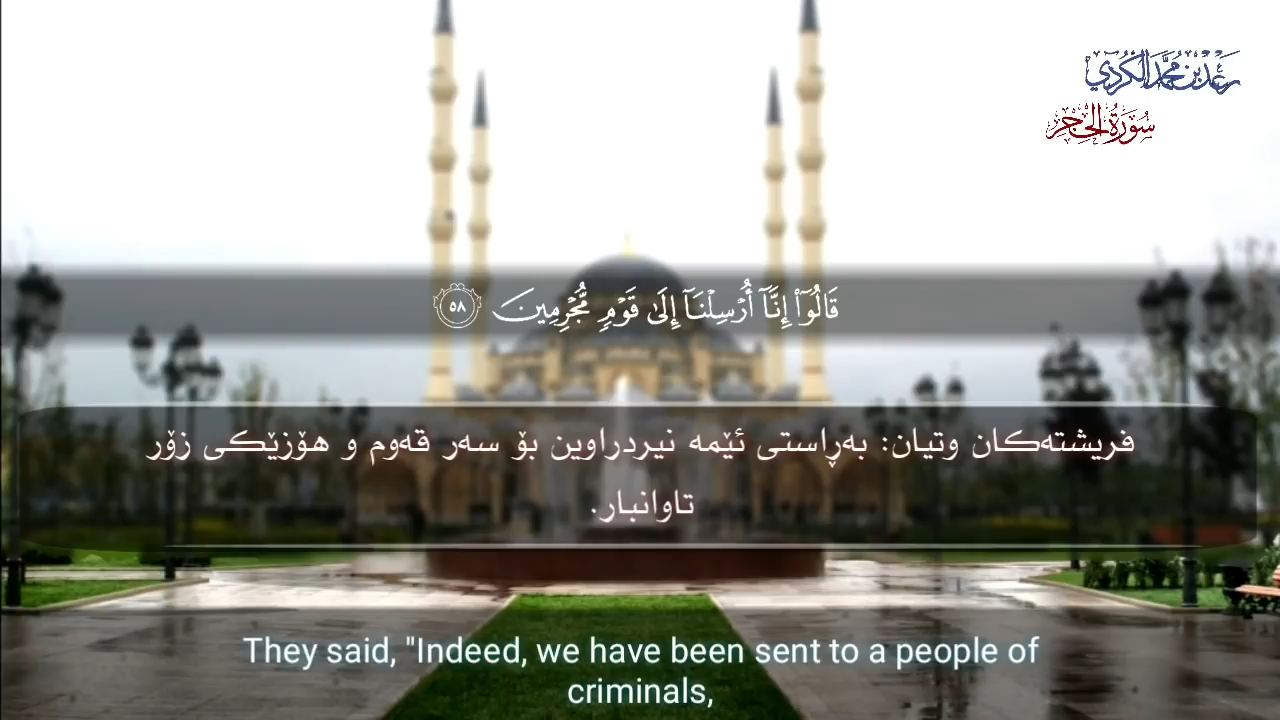 رعد بن محمد الكردي
سورة الحجر
قَالُوٓا۟ إِنَّآ أُرْسِلْنَآ إِلَىٰ قَوْمٍ مُّجْرِمِينَ ٥٨
فریشتەکان وتیان: بەڕاستی ئێمە نیردراوین بۆ سەر قەوم و هۆزێکی زۆر
تاوانبار.
They said, "Indeed, we have been sent to a people of
criminals,